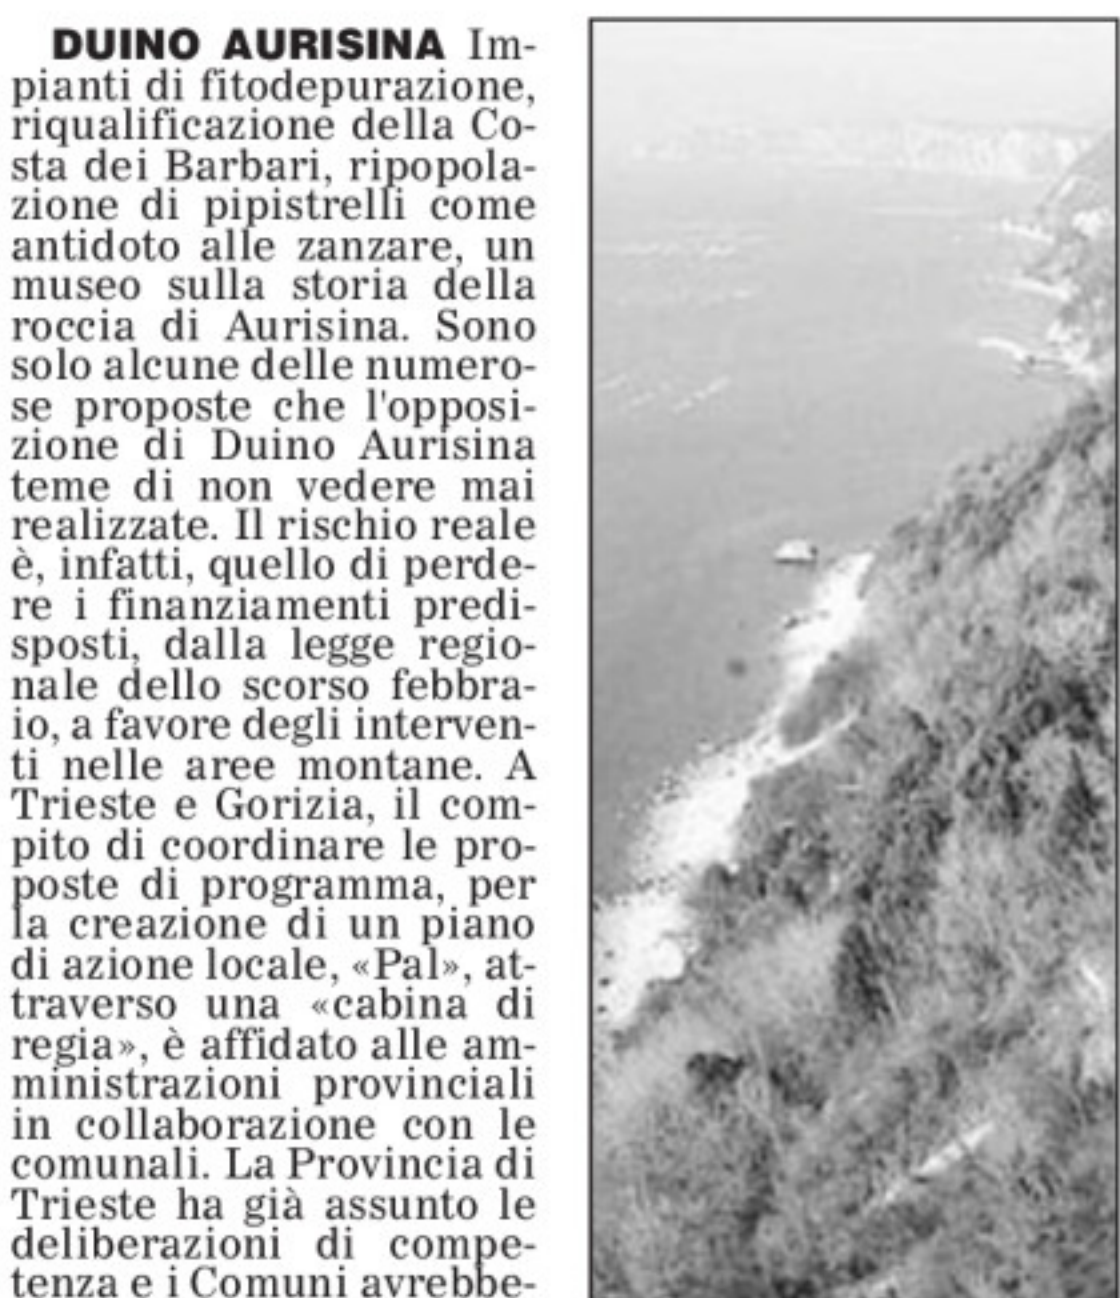 DUINO AURISINA Im-
pianti di fitodepurazione,
riqualificazione della Co-
sta dei Barbari, ripopola-
zione di pipistrelli come
antidoto alle zanzare, un
museo sulla storia della
roccia di Aurisina. Sono
solo alcune delle numero-
se proposte che l'opposi-
zione di Duino Aurisina
teme di non vedere mai
realizzate. Il rischio reale
è, infatti, quello di perde-
re i finanziamenti predi-
sposti, dalla legge regio-
nale dello scorso febbra-
io, a favore degli interven-
ti nelle aree montane. A
Trieste e Gorizia, il com-
pito di coordinare le pro-
poste di programma, per
la creazione di un piano
di azione locale, «Pal», at-
traverso una «cabina di
regia», è affidato alle am-
ministrazioni provinciali
in collaborazione con le
comunali. La Provincia di
Trieste ha già assunto le
deliberazioni di compe-
tenza e i Comuni avrebbe-